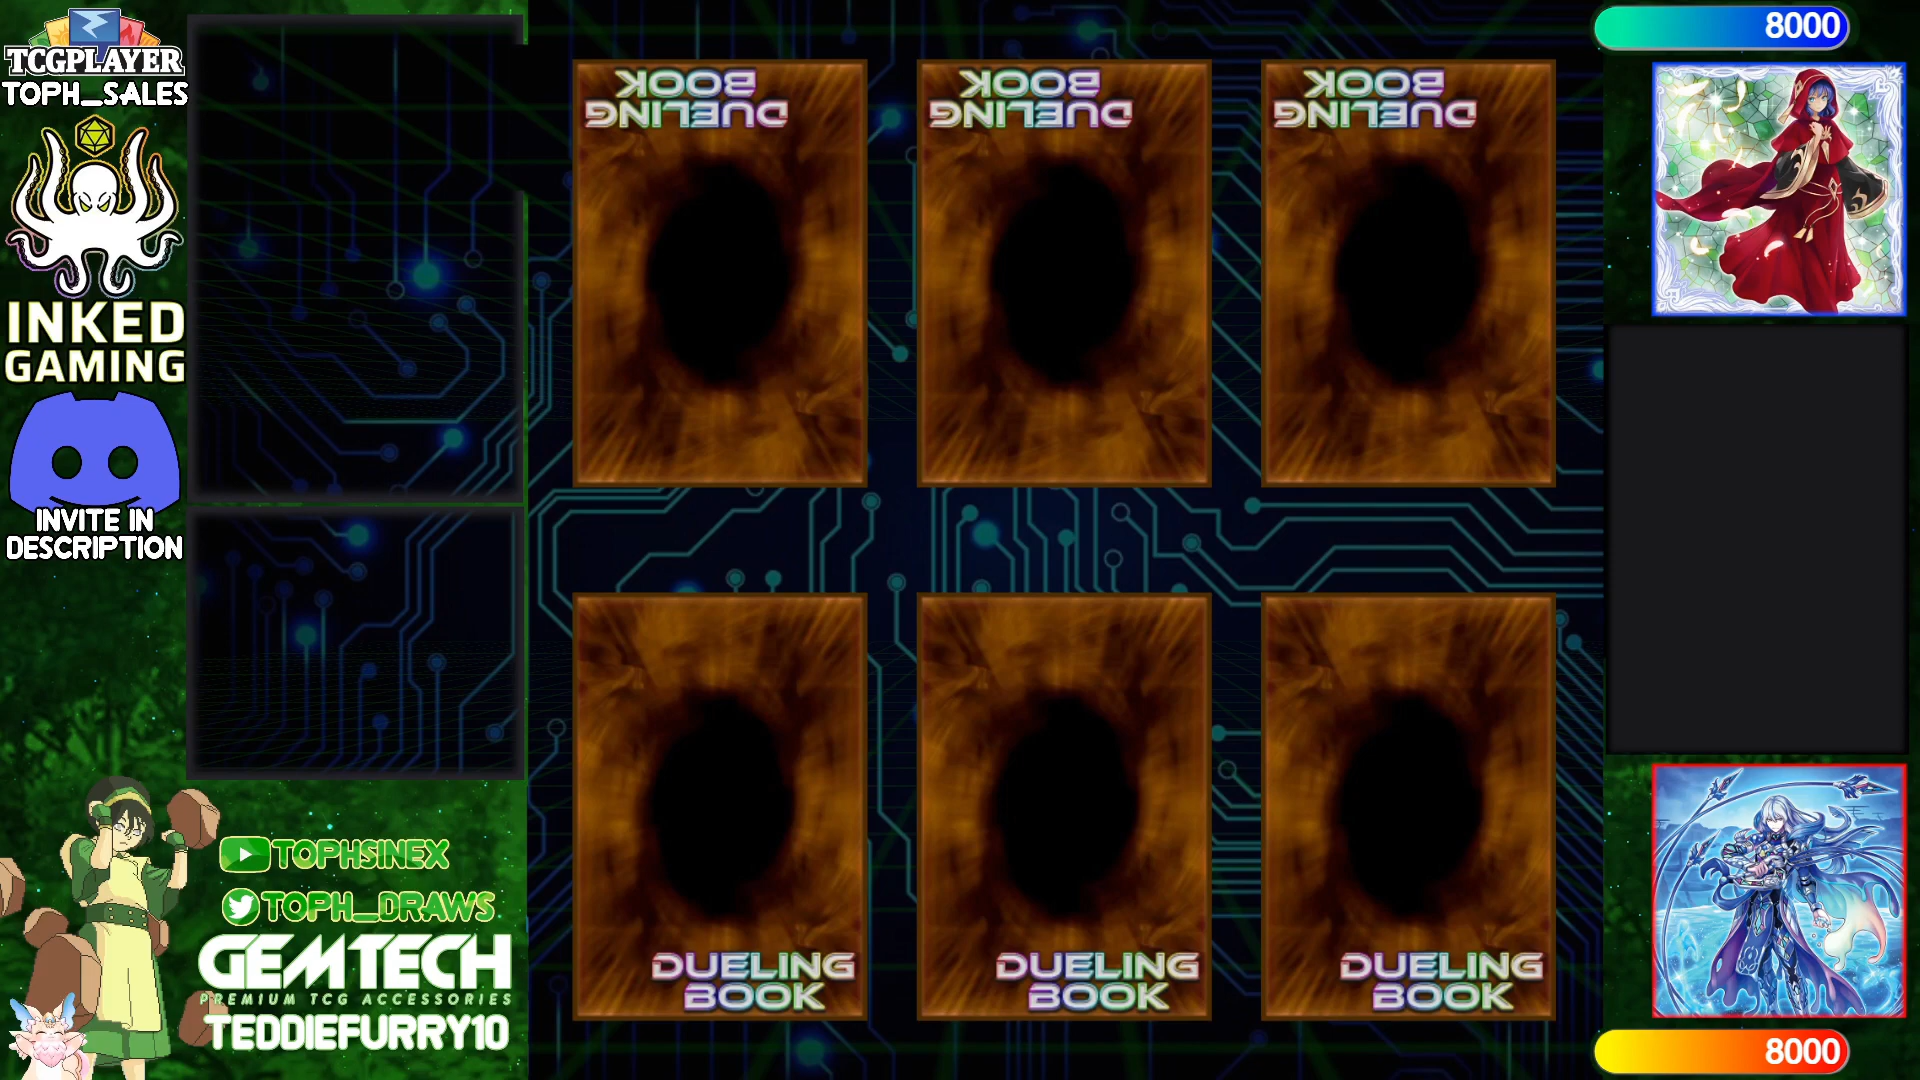 TCGPLAYER
TOPH_SALES
INKED
GAMING
INVITE IN
DESCRIPTION
TOPHSINEX
TOPH_DRAWS
GEMTECH
PREMIUM TCG ACCESSORIES
TEDDIEFURRY10
DUELING
BOOK
DUELING
BOOK
DUELING
BOOK
DUELING
BOOK
DUELING
BOOK
DUELING
BOOK
8000
8000